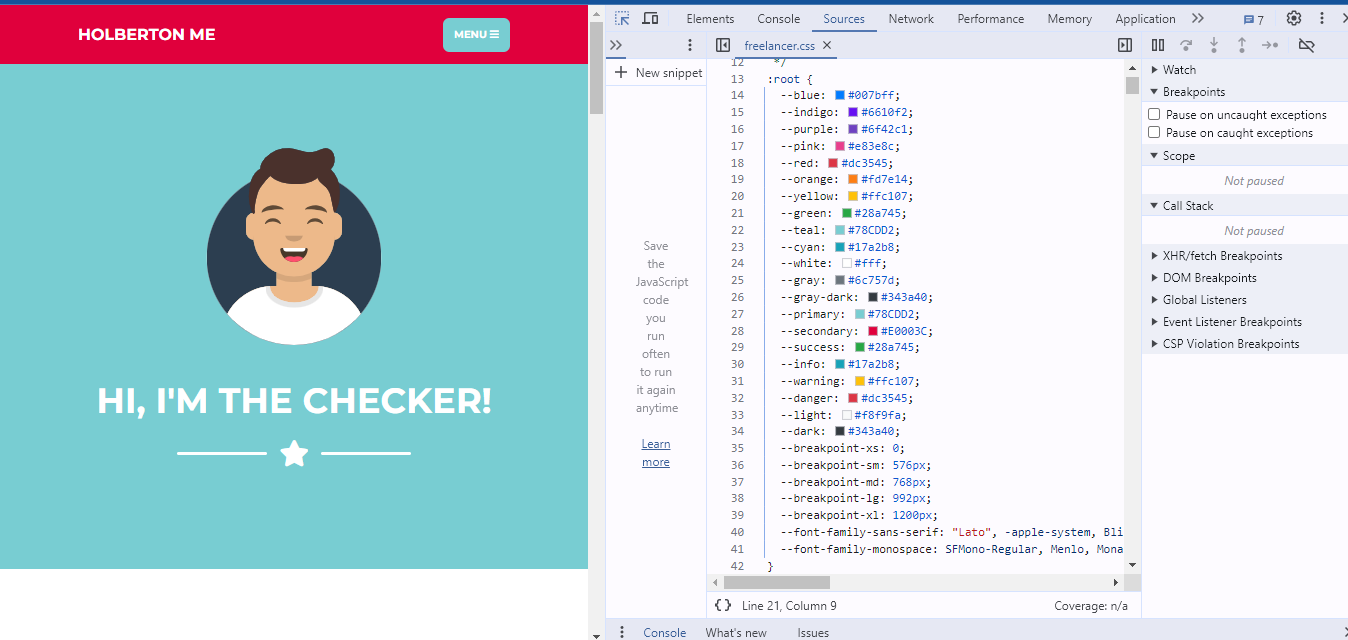 HOLBERTON ME
MENU
HI, I'M THE CHECKER!
Elements Console Sources Network Performance Memory Application 7
freelancer.css
New snippet
Save
the
JavaScript
code
you
run
often
to run
it again
anytime
Learn
more
12 */
13 :root {
14 --blue: #007bff;
15 --indigo: #6610f2;
16 --purple: #6f42c1;
17 --pink: #e83e8c;
18 --red: #dc3545;
19 --orange: #fd7e14;
20 --yellow: #ffc107;
21 --green: #28a745;
22 --teal: #78CDD2;
23 --cyan: #17a2b8;
24 --white: #fff;
25 --gray: #6c757d;
26 --gray-dark: #343a40;
27 --primary: #78CDD2;
28 --secondary: #E0003C;
29 --success: #28a745;
30 --info: #17a2b8;
31 --warning: #ffc107;
32 --danger: #dc3545;
33 --light: #f8f9fa;
34 --dark: #343a40;
35 --breakpoint-xs: 0;
36 --breakpoint-sm: 576px;
37 --breakpoint-md: 768px;
38 --breakpoint-lg: 992px;
39 --breakpoint-xl: 1200px;
40 --font-family-sans-serif: "Lato", -apple-system, Bli
41 --font-family-monospace: SFMono-Regular, Menlo, Mona
42 }
{} Line 21, Column 9 Coverage: n/a
Watch
Breakpoints
Pause on uncaught exceptions
Pause on caught exceptions
Scope
Not paused
Call Stack
Not paused
XHR/fetch Breakpoints
DOM Breakpoints
Global Listeners
Event Listener Breakpoints
CSP Violation Breakpoints
Console What's new Issues